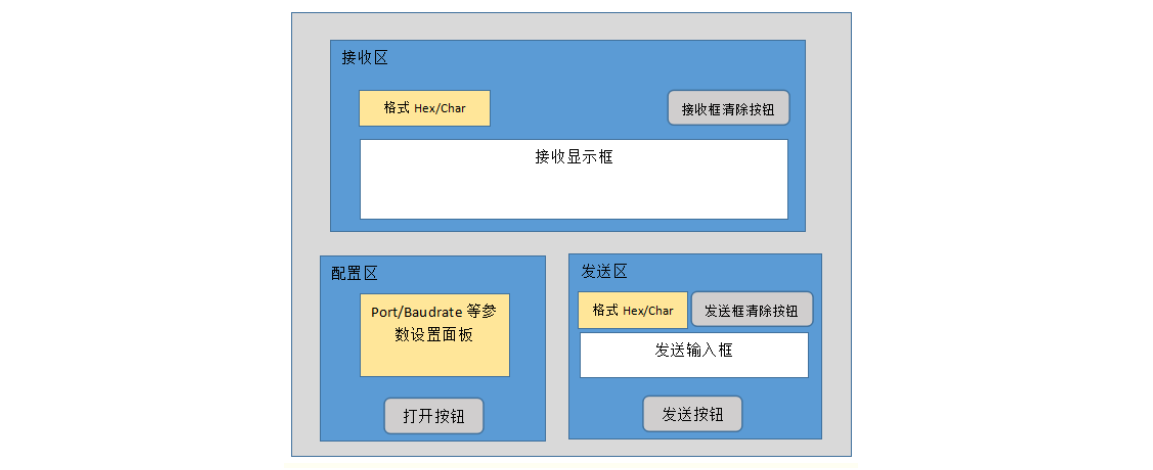 接收区
格式 Hex/Char
接收框清除按钮
接收显示框
配置区
Port/Baudrate 等参
数设置面板
打开按钮
发送区
格式 Hex/Char
发送框清除按钮
发送输入框
发送按钮